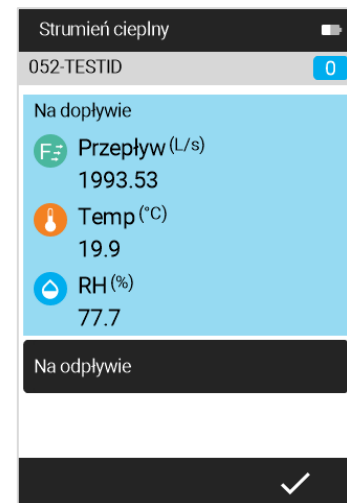 Strumień cieplny
052-TESTID 0
Na dopływie
F Przepływ (L/s)
1993.53
Temp (°C)
19.9
RH (%)
77.7
Na odpływie